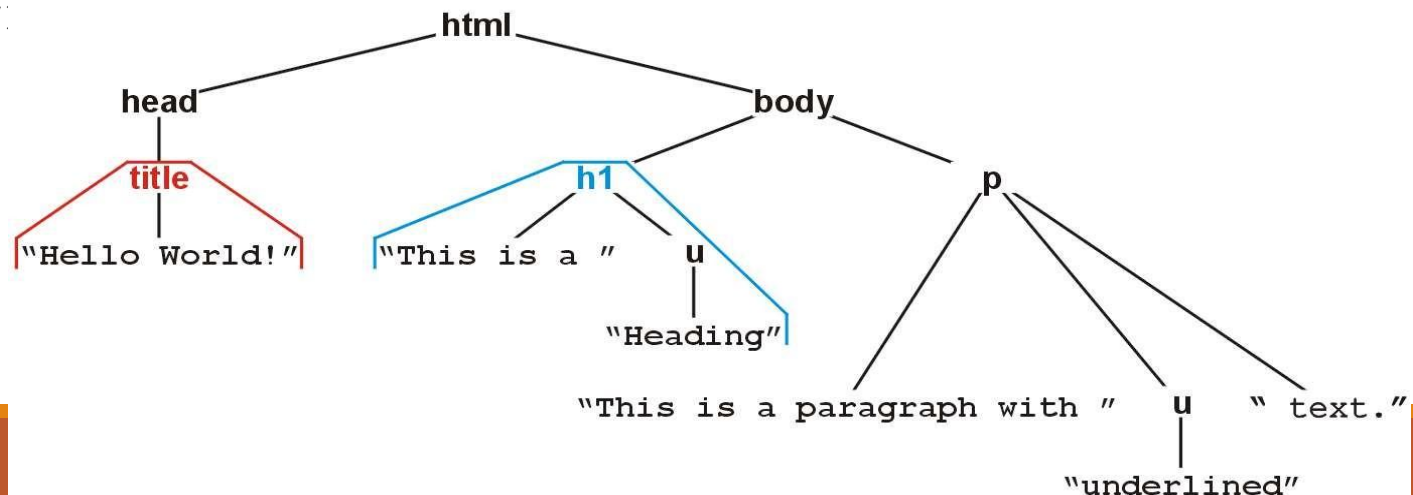 html
head body
title h1 p
“Hello World!” “This is a ” u
“Heading”
“This is a paragraph with ” u “ text.”
“underlined”